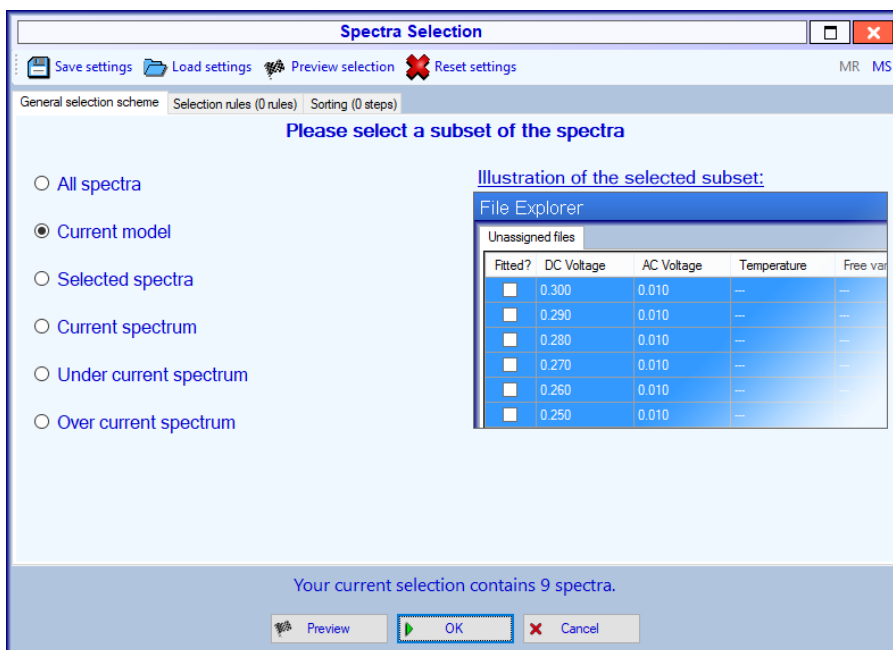 Spectra Selection
Save settings Load settings Preview selection Reset settings MR MS
General selection scheme Selection rules (0 rules) Sorting (0 steps)
Please select a subset of the spectra
All spectra
Current model
Selected spectra
Current spectrum
Under current spectrum
Over current spectrum
Illustration of the selected subset:
File Explorer
Unassigned files
Fitted? DC Voltage AC Voltage Temperature Free var
0.300 0.010 --- ---
0.290 0.010 --- ---
0.280 0.010 --- ---
0.270 0.010 --- ---
0.260 0.010 --- ---
0.250 0.010 --- ---
Your current selection contains 9 spectra.
Preview OK Cancel